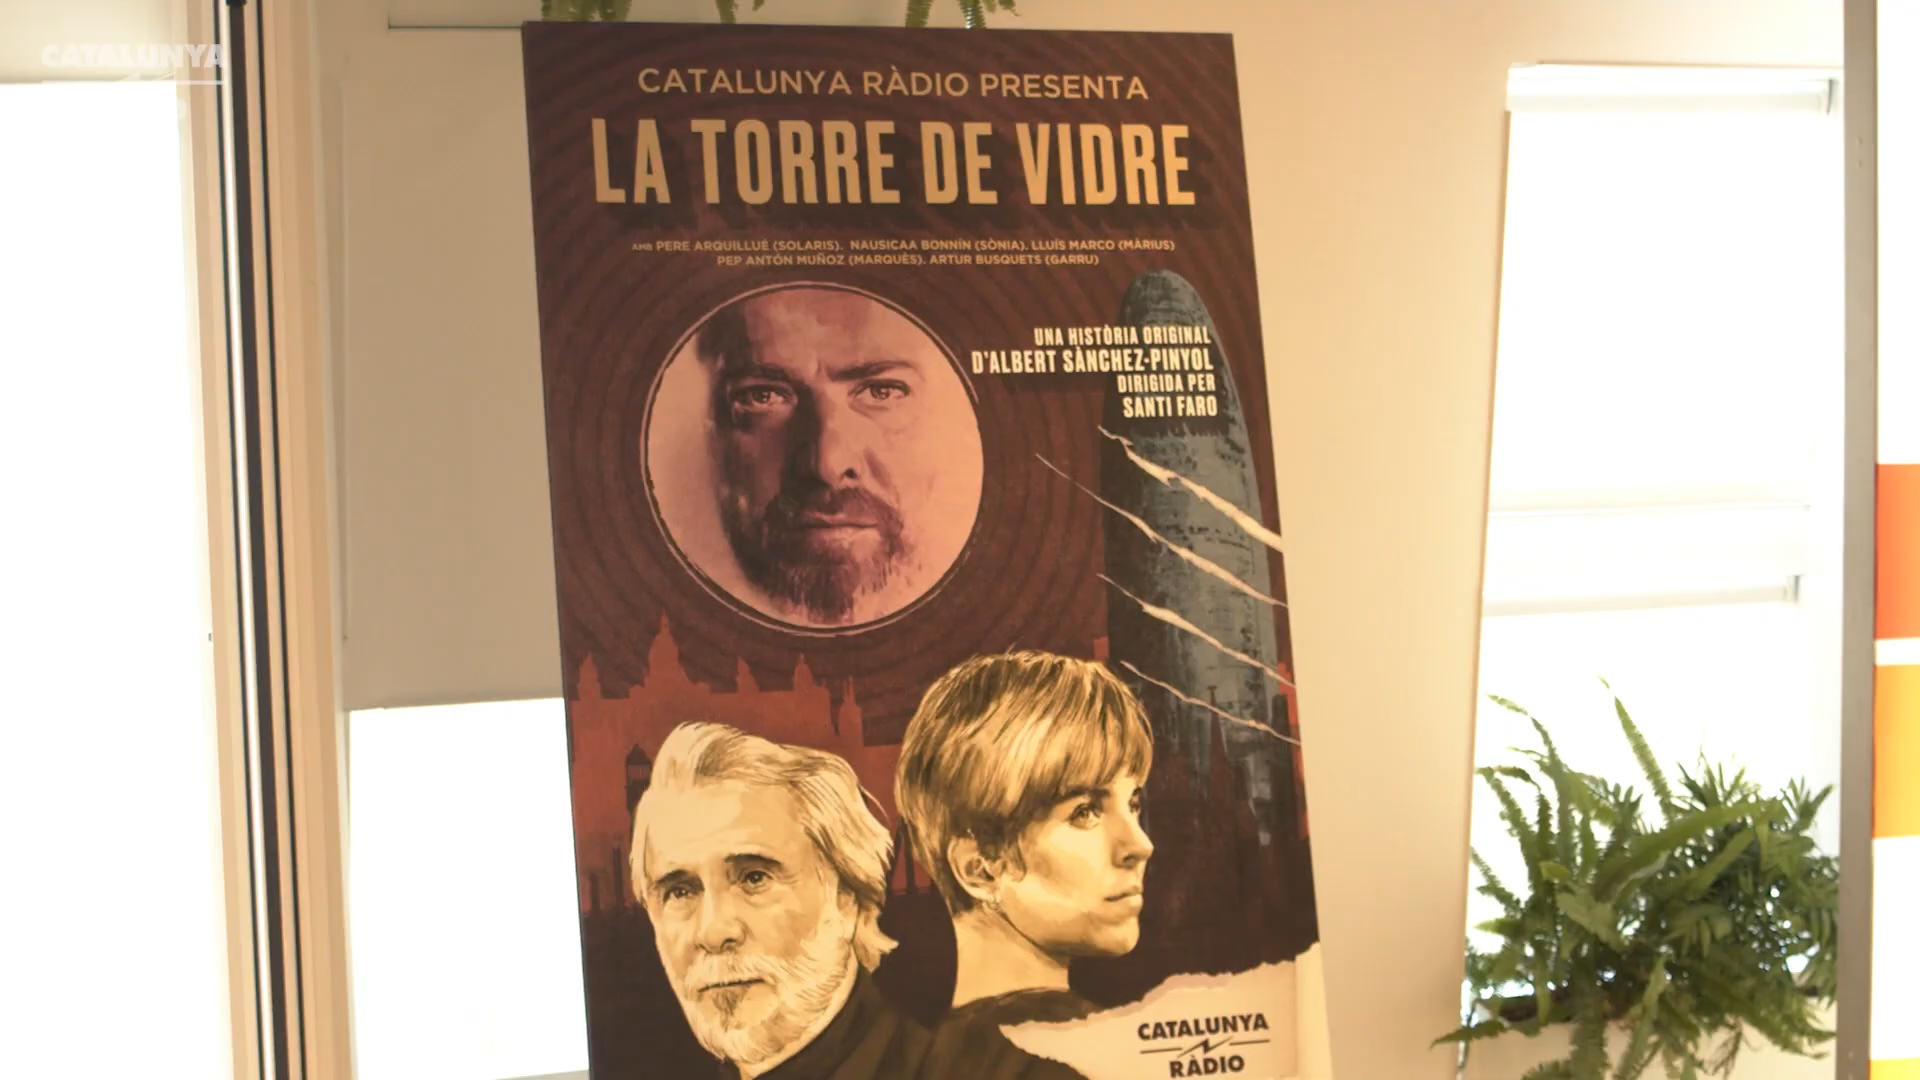 CATALUNYA
CATALUNYA RÀDIO PRESENTA
LA TORRE DE VIDRE
AMB PERE ARQUILLUÉ (SOLARIS). NAUSICAA BONNÍN (SÒNIA). LLUÍS MARCO (MÀRIUS)
PEP ANTÓN MUÑOZ (MARQUÈS). ARTUR BUSQUETS (GARRU)
UNA HISTÒRIA ORIGINAL
D'ALBERT SÀNCHEZ-PINYOL
DIRIGIDA PER
SANTI FARO
CATALUNYA
RÀDIO